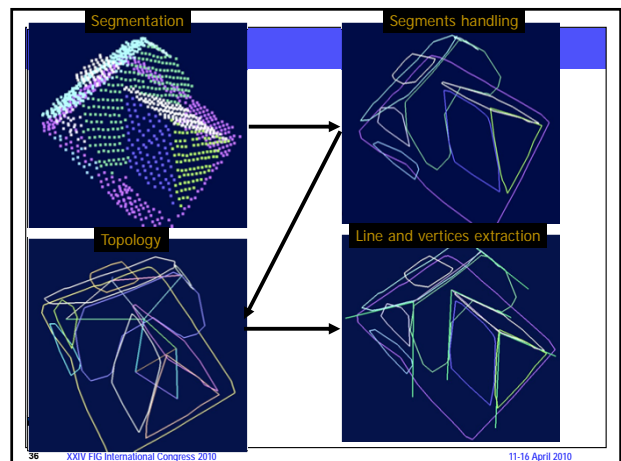 Segmentation
Segments handling
Topology
Line and vertices extraction
36 XXIV FIG International Congress 2010 11-16 April 2010